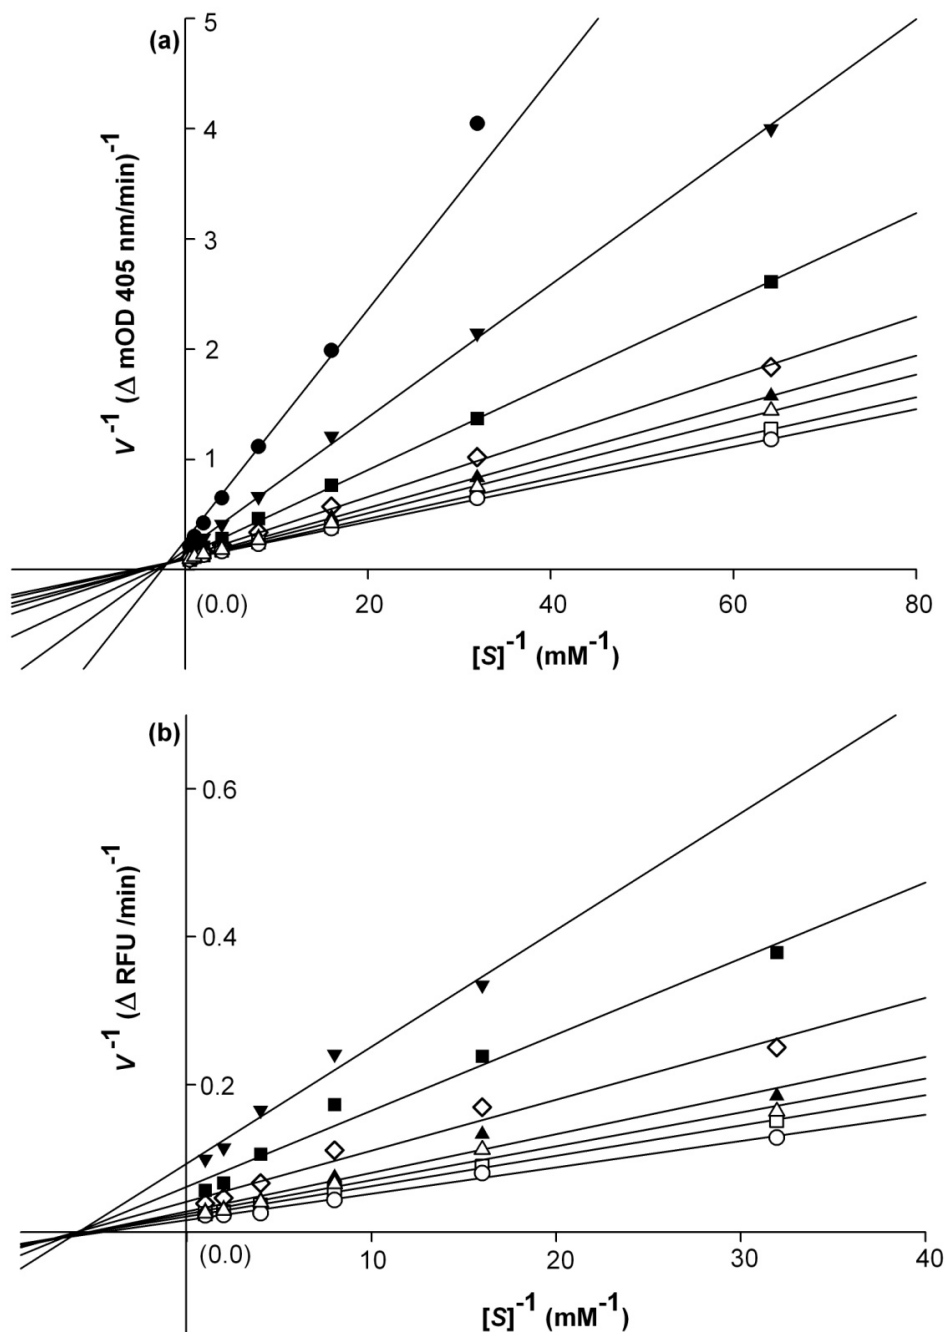 (a)
5
4
3
2
1
V⁻¹ (Δ mOD 405 nm/min)⁻¹
(0.0) 20 40 60 80
[S]⁻¹ (mM⁻¹)
(b)
0.6
0.4
0.2
V⁻¹ (Δ RFU /min)⁻¹
(0.0) 10 20 30 40
[S]⁻¹ (mM⁻¹)